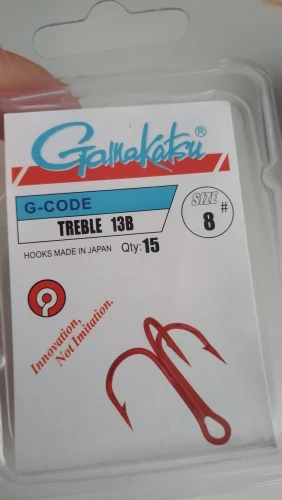 Gamakatsu®
G-CODE
TREBLE 13B
SIZE
8#
HOOKS MADE IN JAPAN Qty: 15
Innovation,
Not Imitation.